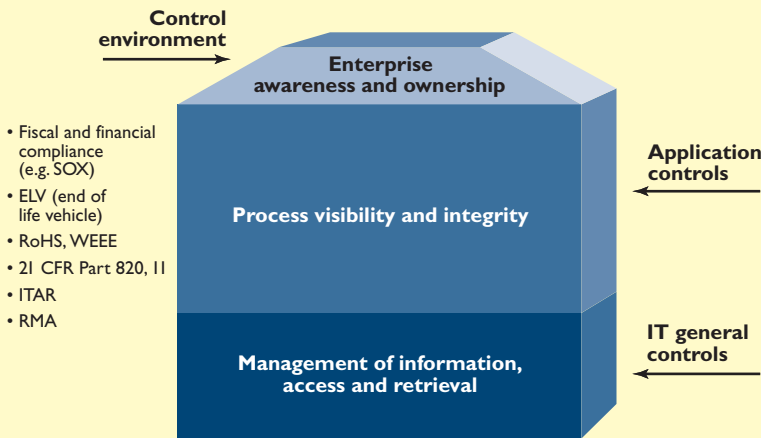 Control
environment
Enterprise
awareness and ownership
• Fiscal and financial
compliance
(e.g. SOX)
• ELV (end of
life vehicle)
• RoHS, WEEE
• 21 CFR Part 820, 11
• ITAR
• RMA
Process visibility and integrity
Application
controls
Management of information,
access and retrieval
IT general
controls